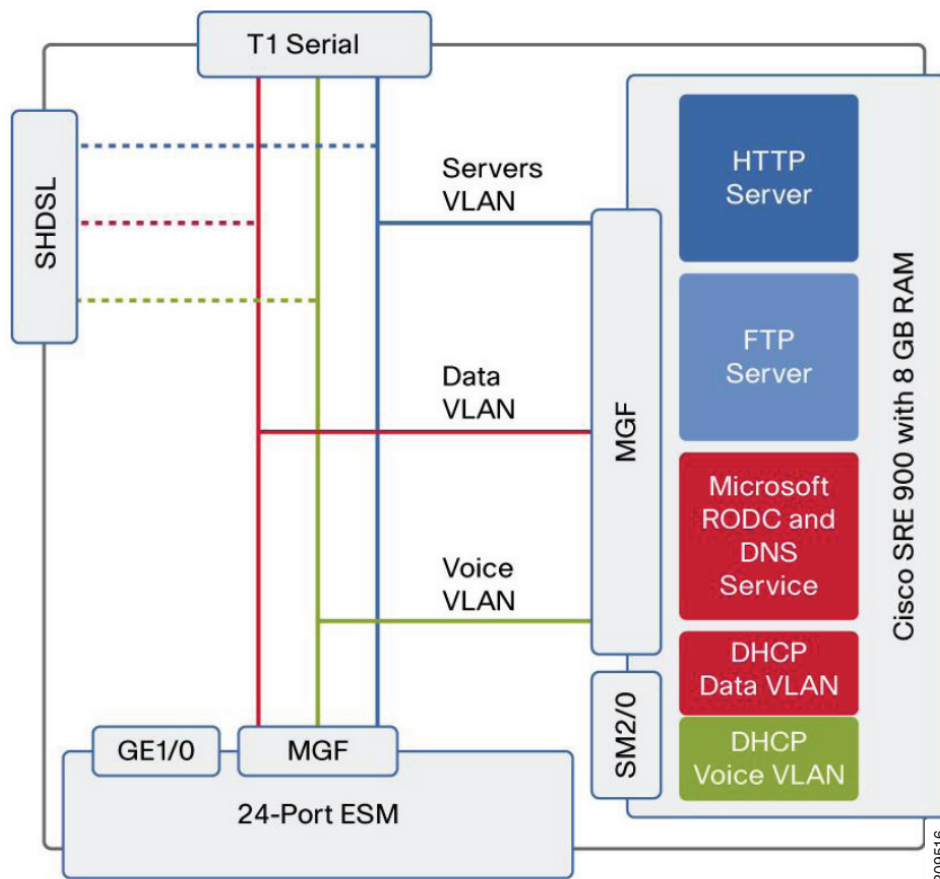 T1 Serial
SHDSL
Servers
VLAN
Data
VLAN
Voice
VLAN
MGF
SM2/0
HTTP
Server
FTP
Server
Microsoft
RODC and
DNS
Service
DHCP
Data VLAN
DHCP
Voice VLAN
Cisco SRE 900 with 8 GB RAM
GE1/0
MGF
24-Port ESM